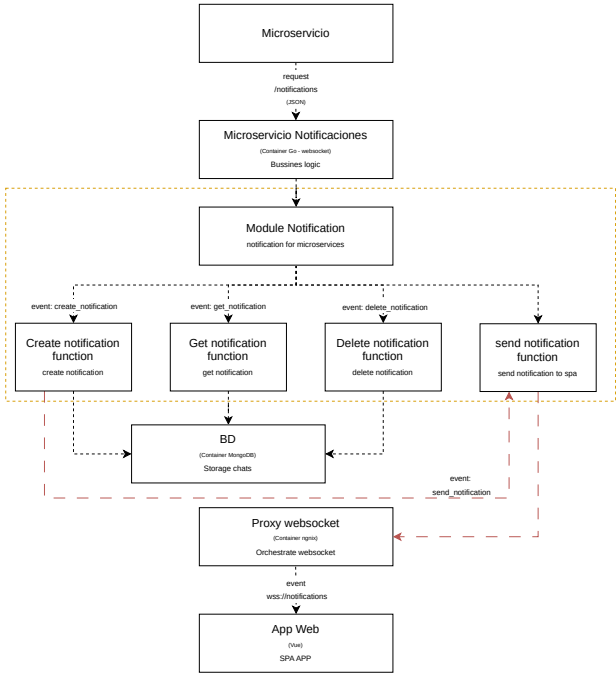 Microservicio
request
/notifications
(JSON)
Microservicio Notificaciones
(Container Go - websocket)
Bussines logic
Module Notification
notification for microservices
event: create_notification
event: get_notification
event: delete_notification
Create notification
function
create notification
Get notification
function
get notification
Delete notification
function
delete notification
send notification
function
send notification to spa
BD
(Container MongoDB)
Storage chats
event:
send_notification
Proxy websocket
(Container ngnix)
Orchestrate websocket
event
wss://notifications
App Web
(Vue)
SPA APP